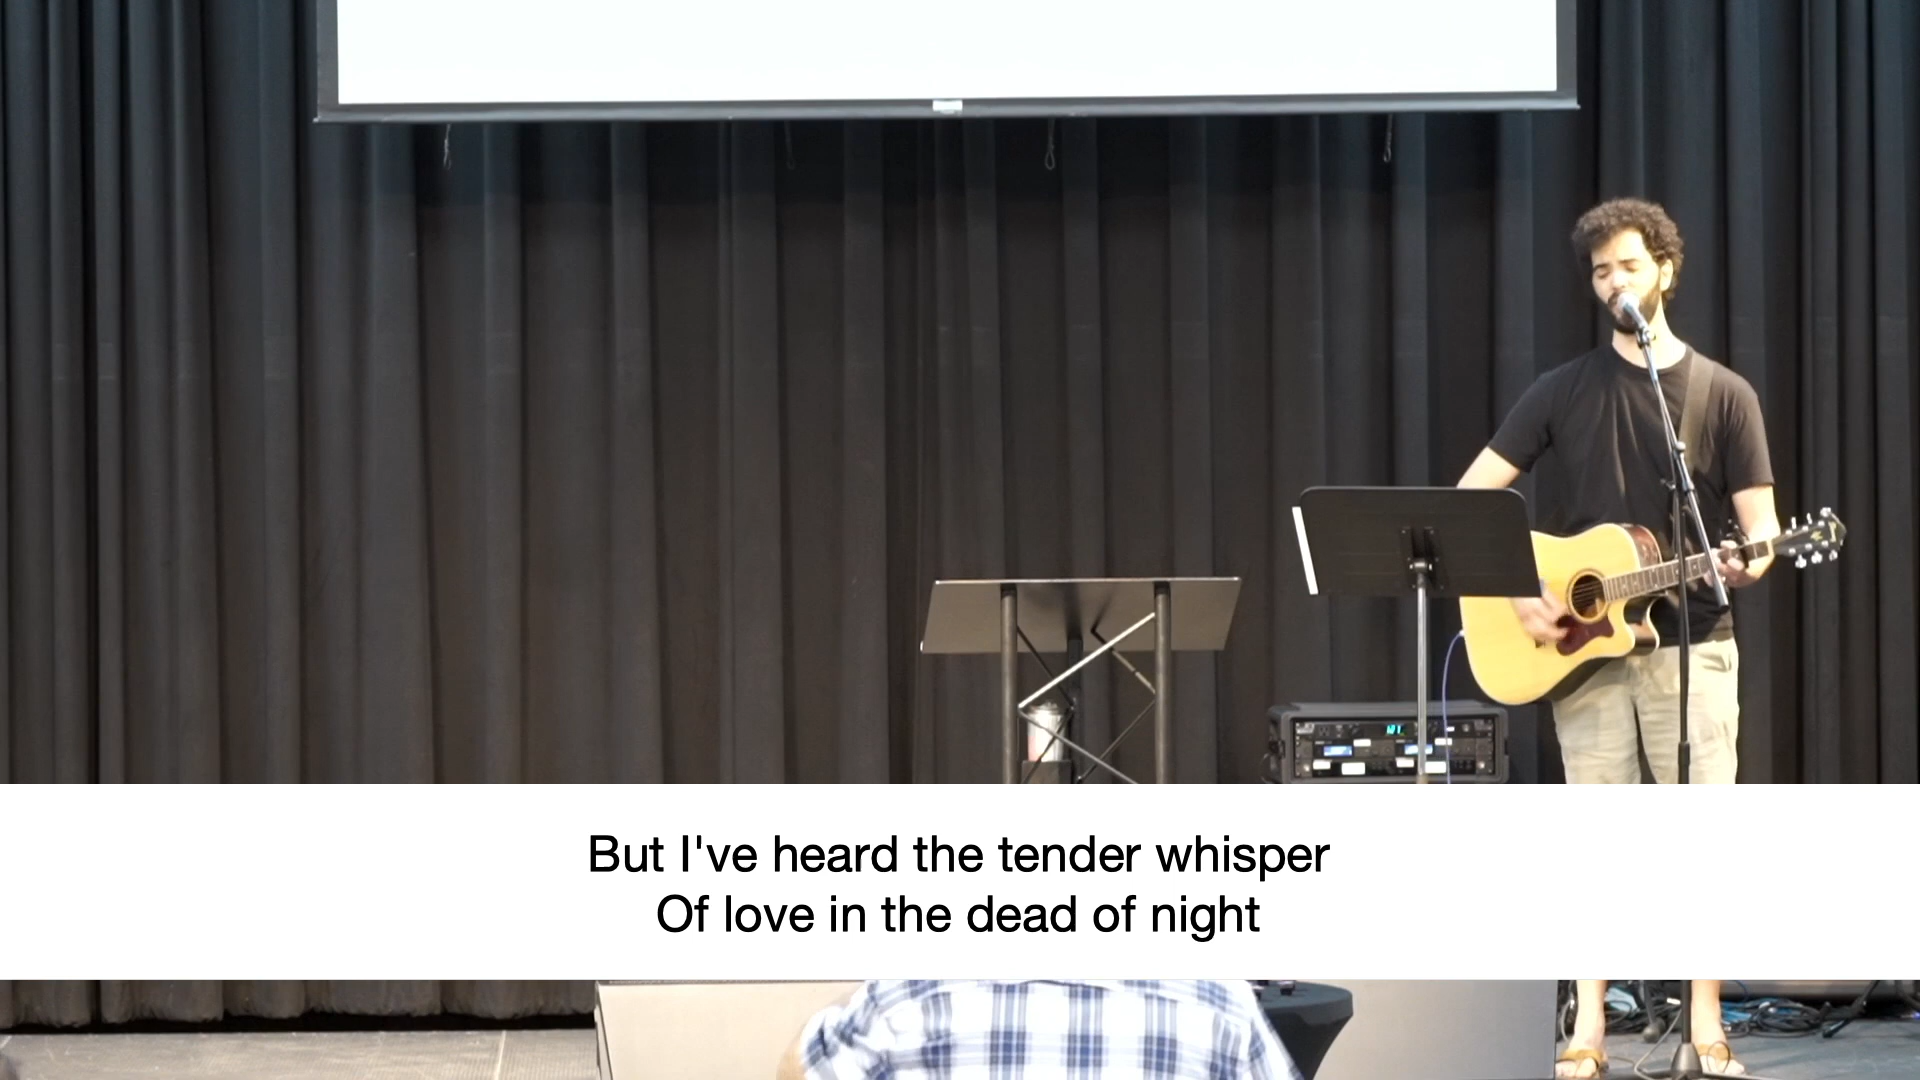 But I've heard the tender whisper
Of love in the dead of night